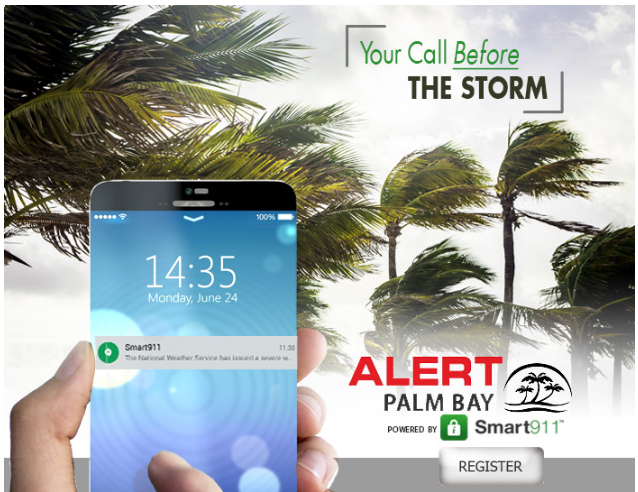 Your Call Before
THE STORM
100%
14:35
Monday, June 24
Smart911 11.20
The National Weather Service has issued a severe w..
ALERT
PALM BAY
POWERED BY Smart911™
REGISTER